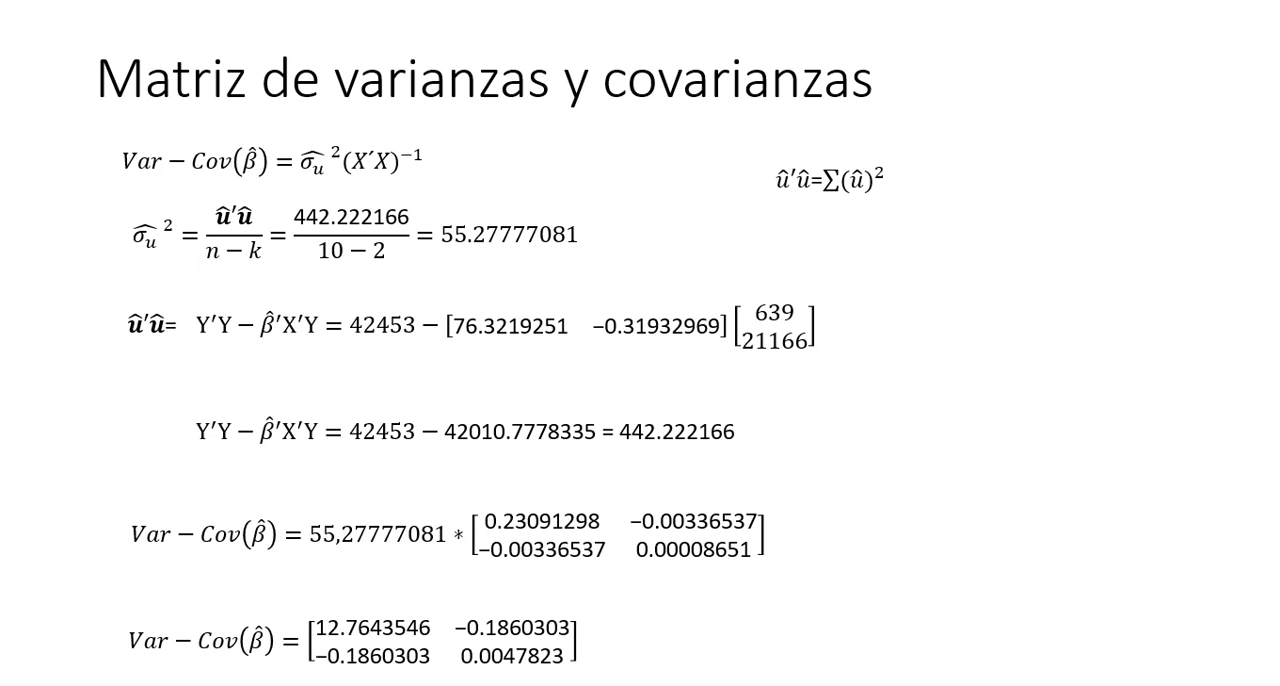 Matriz de varianzas y covarianzas
Var − Cov(β̂) = σ̂ᵤ ²(X´X)⁻¹
û′û=∑(û)²
σ̂ᵤ ² = û′û / n − k = 442.222166 / 10 − 2 = 55.27777081
û′û= Y′Y − β̂′X′Y = 42453 − [76.3219251 −0.31932969] [639
21166]
Y′Y − β̂′X′Y = 42453 − 42010.7778335 = 442.222166
Var − Cov(β̂) = 55,27777081 ∗ [0.23091298 −0.00336537
−0.00336537 0.00008651]
Var − Cov(β̂) = [12.7643546 −0.1860303
−0.1860303 0.0047823]